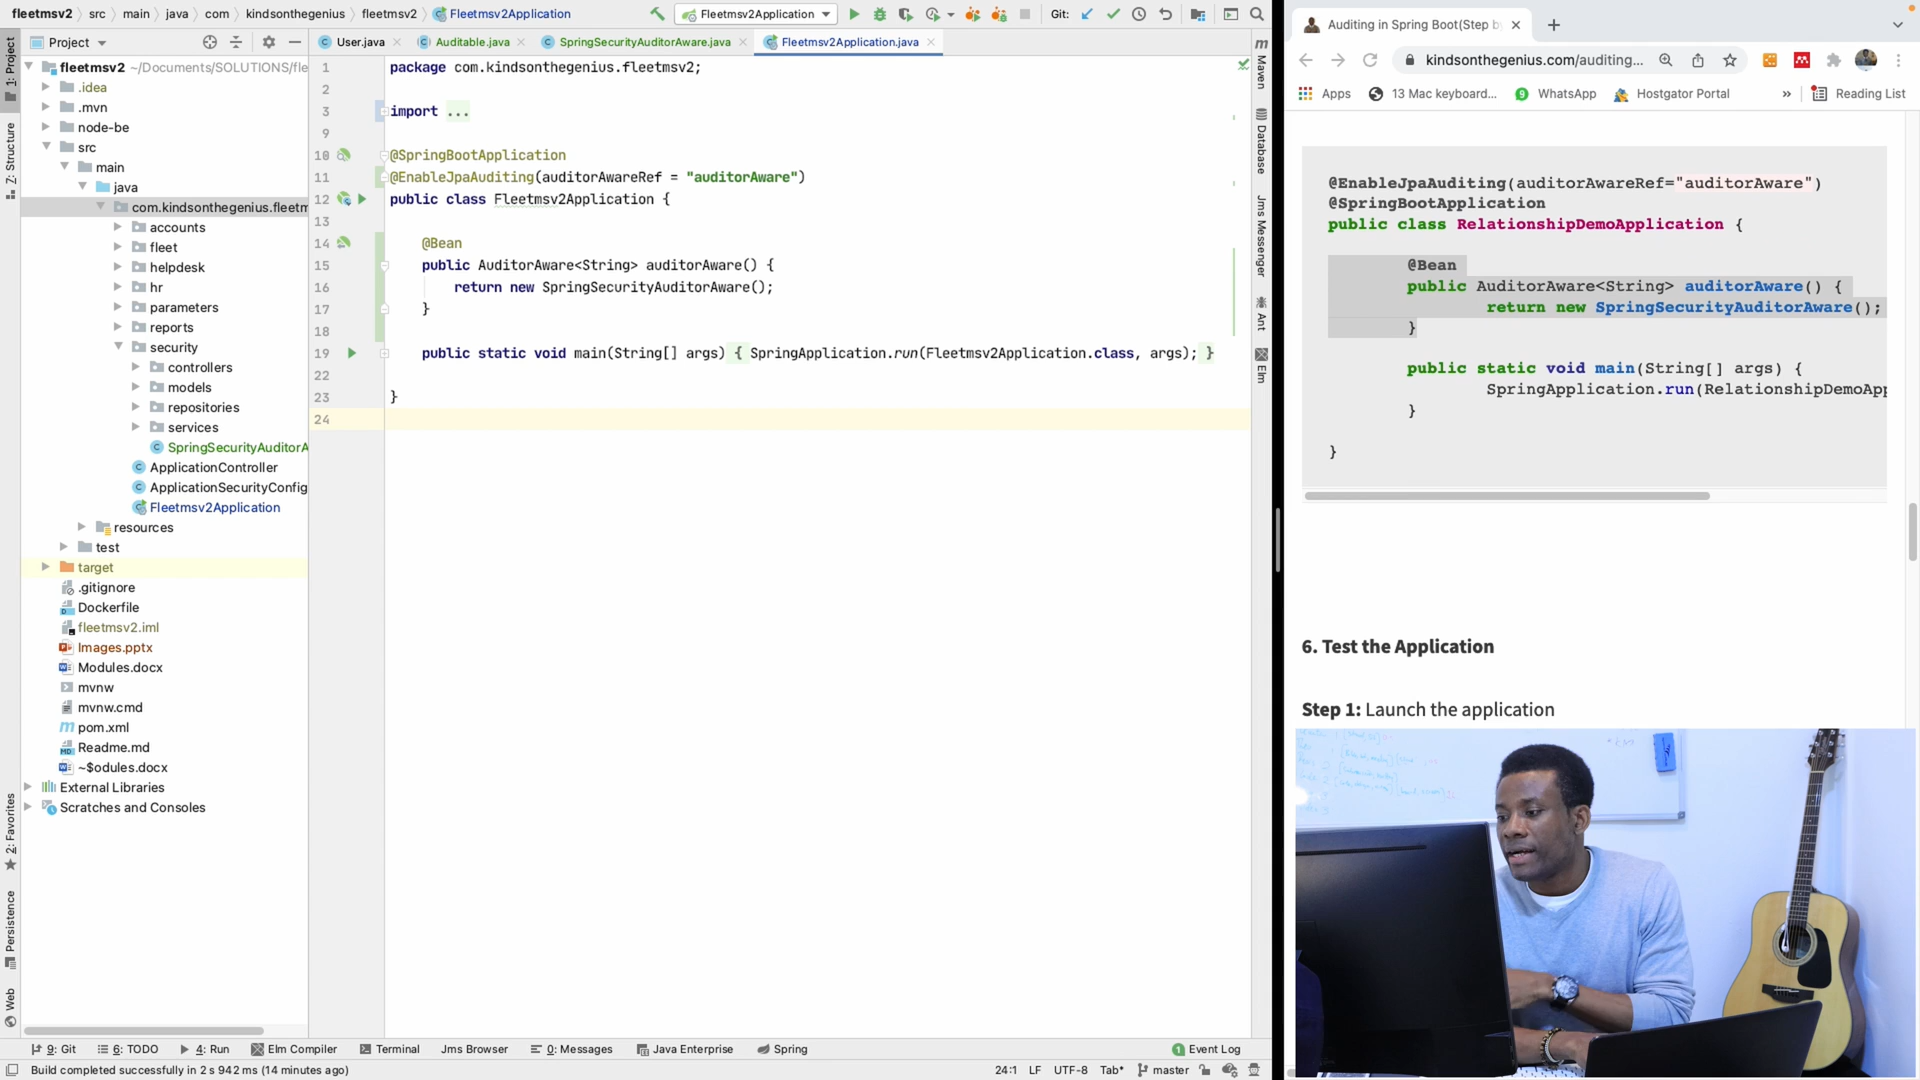 fleetmsv2 › src › main › java › com › kindsonthegenius › fleetmsv2 › Fleetmsv2Application
Fleetmsv2Application
Git:
Project
User.java
Auditable.java
SpringSecurityAuditorAware.java
Fleetmsv2Application.java
1: Project
Z: Structure
2: Favorites
Persistence
Web
fleetmsv2 ~/Documents/SOLUTIONS/fle
.idea
.mvn
node-be
src
main
java
com.kindsonthegenius.fleetm
accounts
fleet
helpdesk
hr
parameters
reports
security
controllers
models
repositories
services
SpringSecurityAuditorA
ApplicationController
ApplicationSecurityConfig
Fleetmsv2Application
resources
test
target
.gitignore
Dockerfile
fleetmsv2.iml
Images.pptx
Modules.docx
mvnw
mvnw.cmd
pom.xml
Readme.md
~$odules.docx
External Libraries
Scratches and Consoles
1 package com.kindsonthegenius.fleetmsv2;
2
3 import ...
9
10 @SpringBootApplication
11 @EnableJpaAuditing(auditorAwareRef = "auditorAware")
12 public class Fleetmsv2Application {
13
14 @Bean
15 public AuditorAware<String> auditorAware() {
16 return new SpringSecurityAuditorAware();
17 }
18
19 public static void main(String[] args) { SpringApplication.run(Fleetmsv2Application.class, args); }
22
23 }
24
Maven
Database
Jms Messenger
Ant
Elm
9: Git
6: TODO
4: Run
Elm Compiler
Terminal
Jms Browser
0: Messages
Java Enterprise
Spring
1 Event Log
Build completed successfully in 2 s 942 ms (14 minutes ago)
24:1 LF UTF-8 Tab* master
Auditing in Spring Boot(Step b
kindsonthegenius.com/auditing...
Apps
13 Mac keyboard...
WhatsApp
Hostgator Portal
»
Reading List
@EnableJpaAuditing(auditorAwareRef="auditorAware")
@SpringBootApplication
public class RelationshipDemoApplication {
@Bean
public AuditorAware<String> auditorAware() {
return new SpringSecurityAuditorAware();
}
public static void main(String[] args) {
SpringApplication.run(RelationshipDemoApp
}
}
6. Test the Application
Step 1: Launch the application